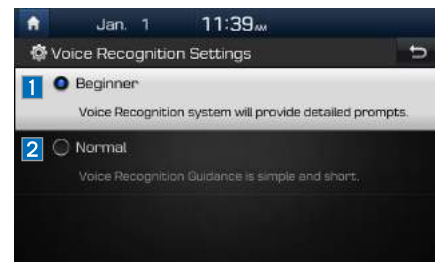 Jan. 1 11:39AM
Voice Recognition Settings
1 Beginner
Voice Recognition system will provide detailed prompts.
2 Normal
Voice Recognition Guidance is simple and short.